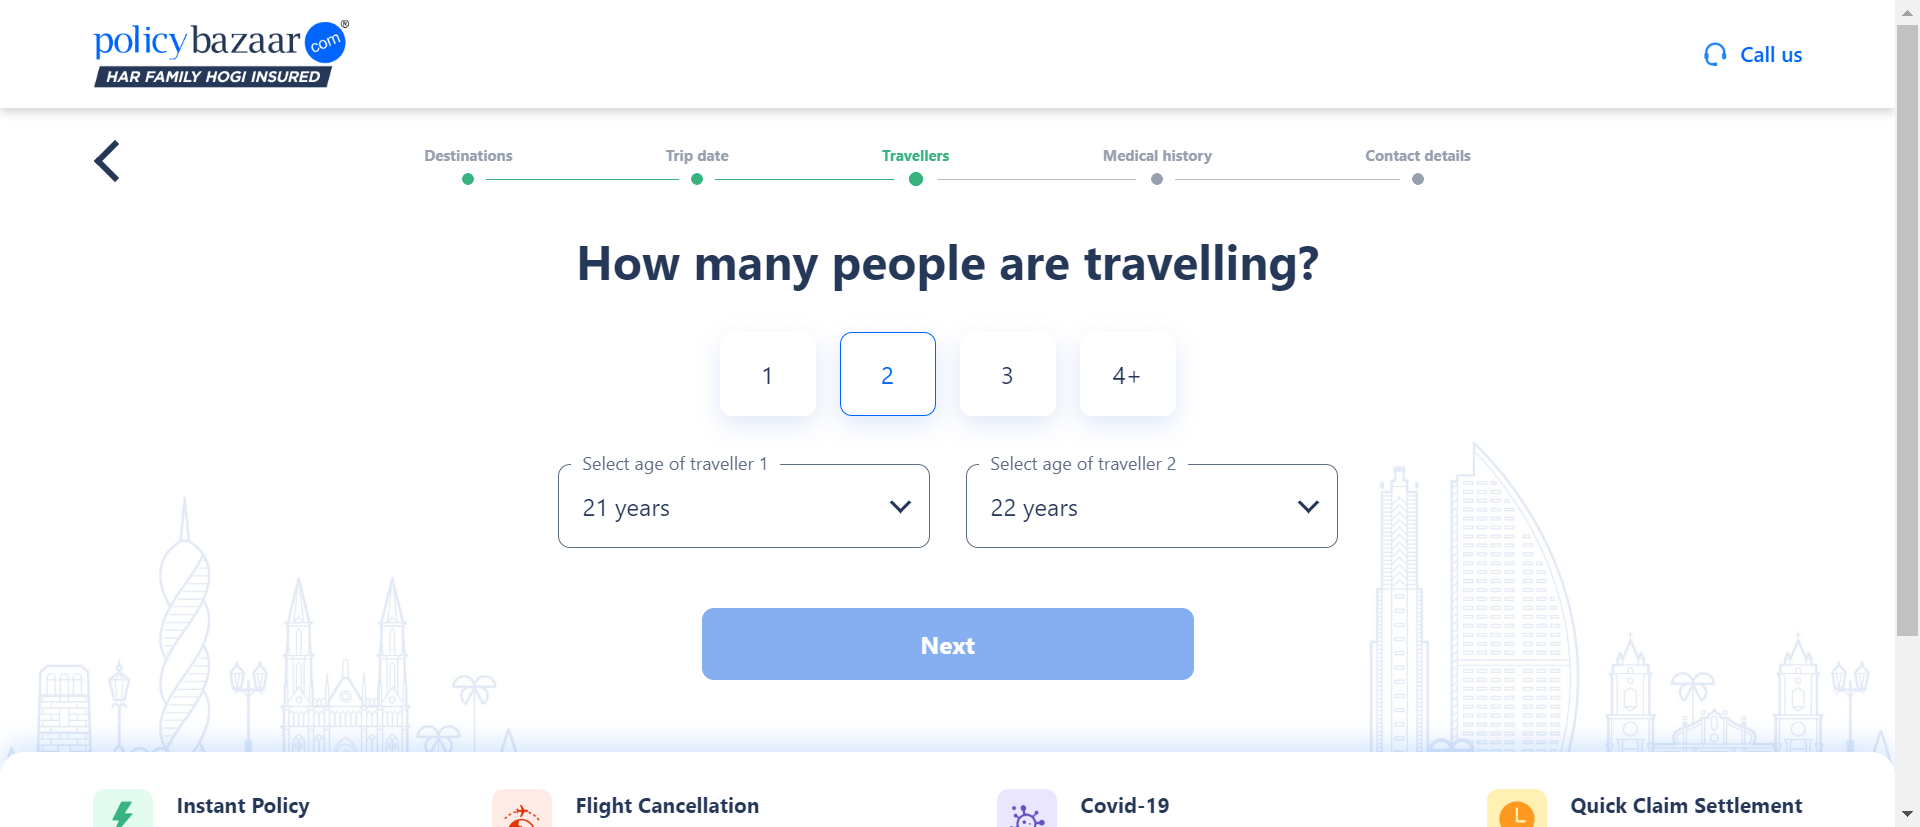 policybazaar com ®
HAR FAMILY HOGI INSURED
Call us
Destinations
Trip date
Travellers
Medical history
Contact details
How many people are travelling?
1
2
3
4+
Select age of traveller 1
21 years
Select age of traveller 2
22 years
Next
Instant Policy
Flight Cancellation
Covid-19
Quick Claim Settlement